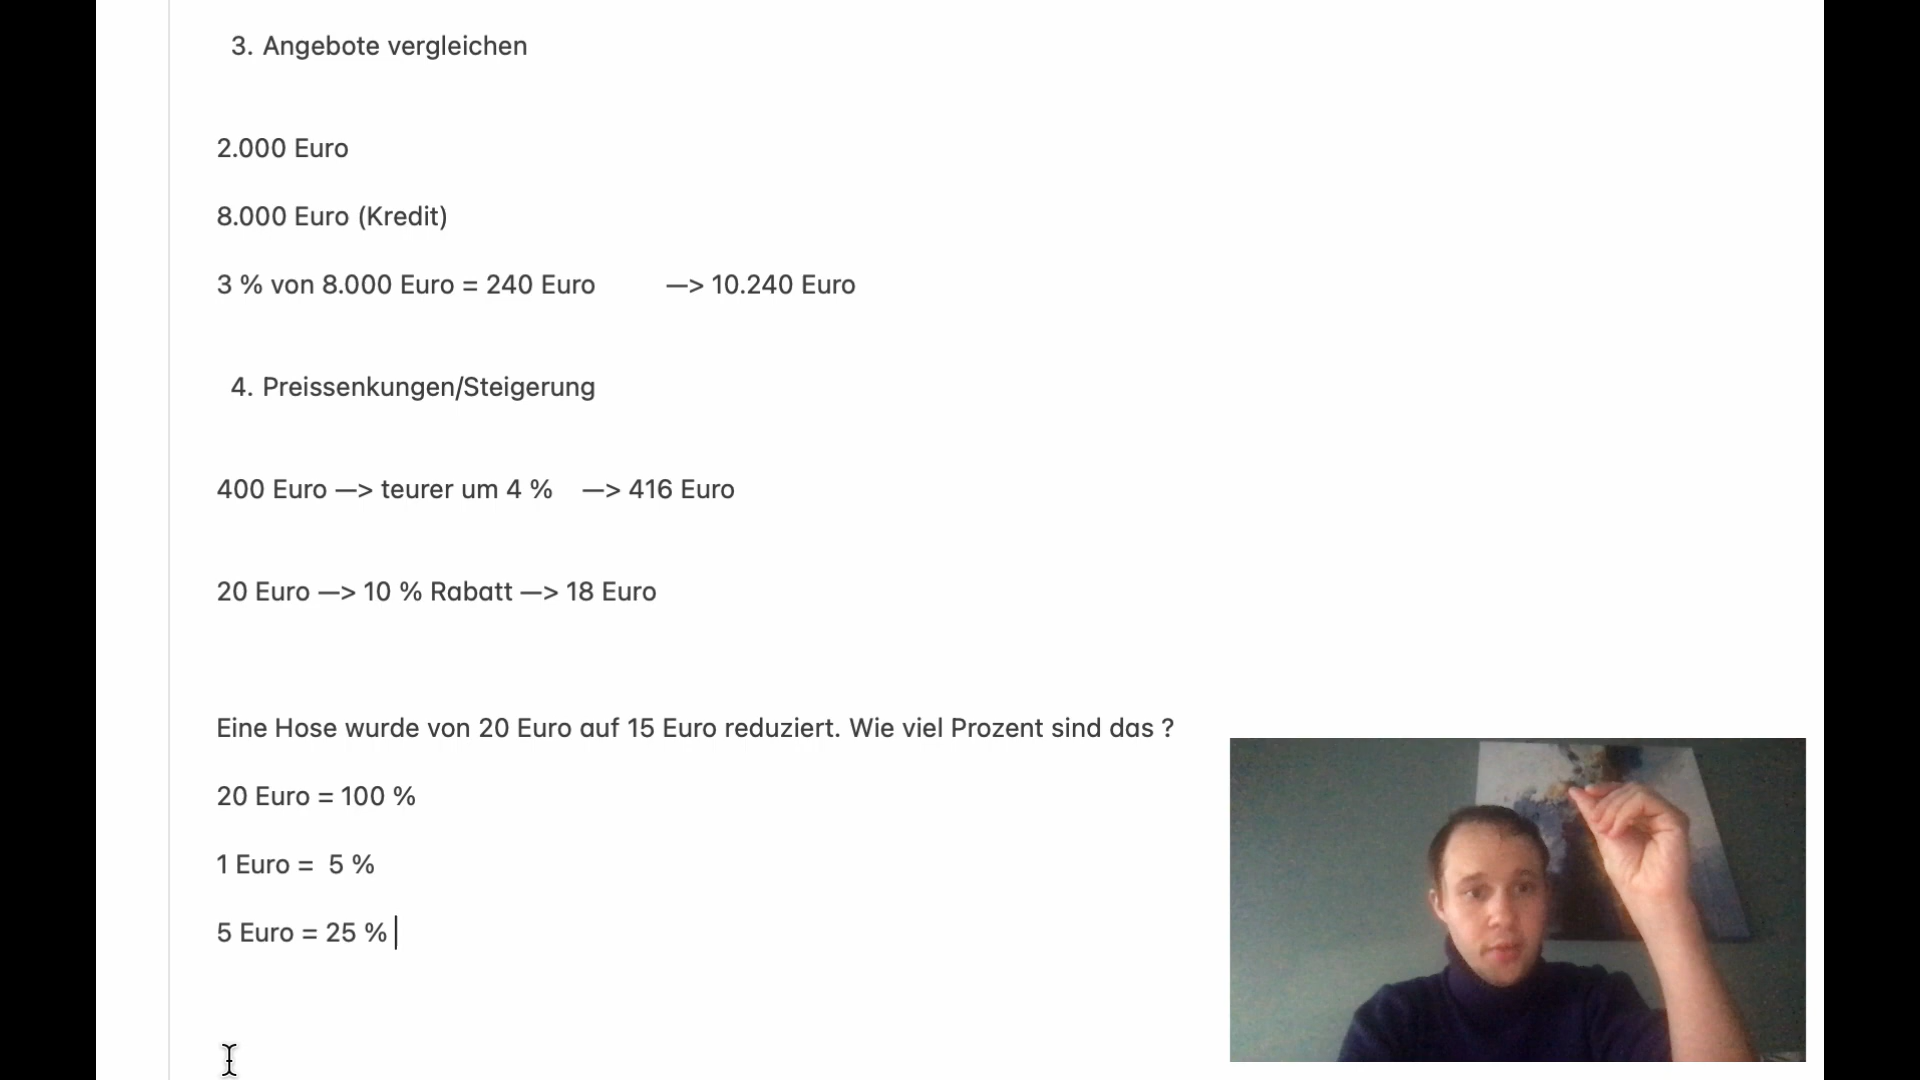 3. Angebote vergleichen
2.000 Euro
8.000 Euro (Kredit)
3 % von 8.000 Euro = 240 Euro —> 10.240 Euro
4. Preissenkungen/Steigerung
400 Euro —> teurer um 4 % —> 416 Euro
20 Euro —> 10 % Rabatt —> 18 Euro
Eine Hose wurde von 20 Euro auf 15 Euro reduziert. Wie viel Prozent sind das ?
20 Euro = 100 %
1 Euro = 5 %
5 Euro = 25 %